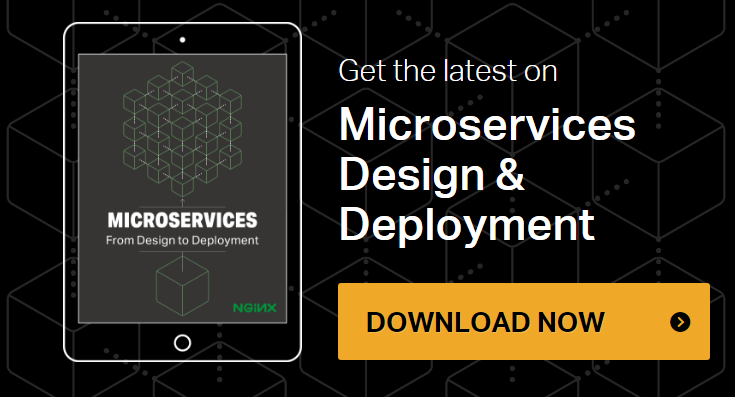 MICROSERVICES
From Design to Deployment
NGINX
Get the latest on
Microservices
Design &
Deployment
DOWNLOAD NOW